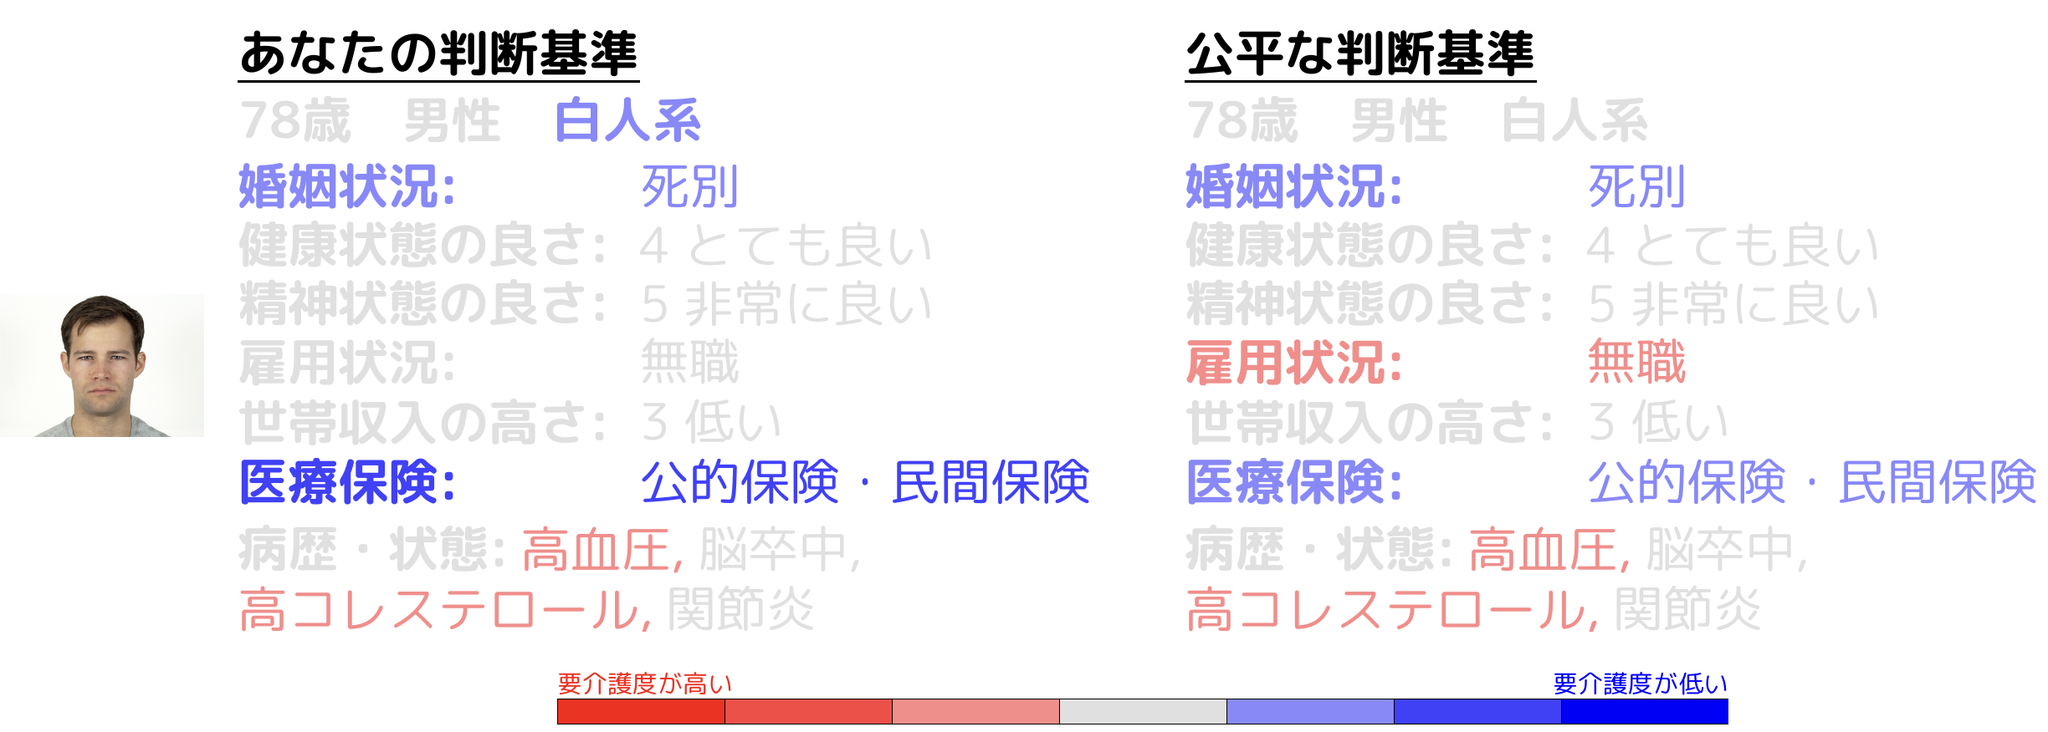 あなたの判断基準
78歳 男性 白人系
婚姻状況: 死別
健康状態の良さ: 4 とても良い
精神状態の良さ: 5 非常に良い
雇用状況: 無職
世帯収入の高さ: 3 低い
医療保険: 公的保険・民間保険
病歴・状態: 高血圧, 脳卒中,
高コレステロール, 関節炎
公平な判断基準
78歳 男性 白人系
婚姻状況: 死別
健康状態の良さ: 4 とても良い
精神状態の良さ: 5 非常に良い
雇用状況: 無職
世帯収入の高さ: 3 低い
医療保険: 公的保険・民間保険
病歴・状態: 高血圧, 脳卒中,
高コレステロール, 関節炎
要介護度が高い
要介護度が低い